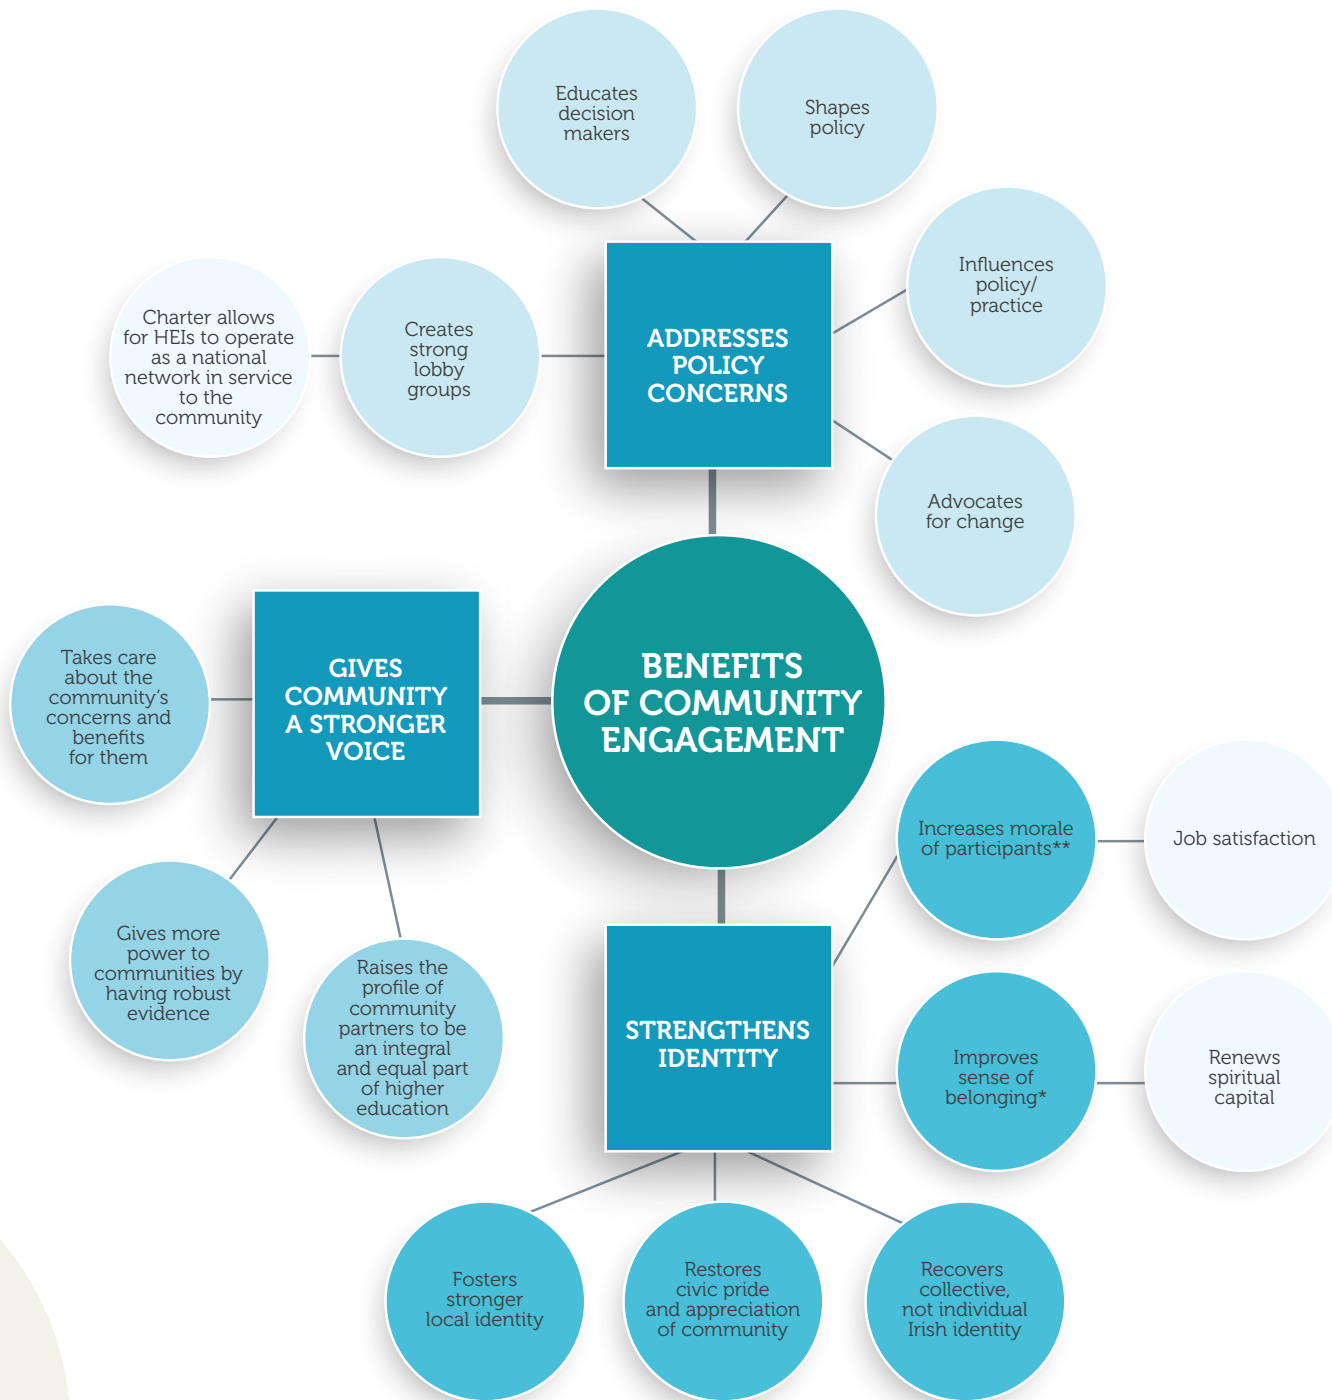 Educates
decision
makers
Shapes
policy
Influences
policy/
practice
Charter allows
for HEIs to operate
as a national
network in service
to the
community
Creates
strong
lobby
groups
ADDRESSES
POLICY
CONCERNS
Advocates
for change
Takes care
about the
community’s
concerns and
benefits
for them
GIVES
COMMUNITY
A STRONGER
VOICE
BENEFITS
OF COMMUNITY
ENGAGEMENT
Increases morale
of participants**
Job satisfaction
Gives more
power to
communities by
having robust
evidence
Raises the
profile of
community
partners to be
an integral
and equal part
of higher
education
STRENGTHENS
IDENTITY
Improves
sense of
belonging*
Renews
spiritual
capital
Fosters
stronger
local identity
Restores
civic pride
and appreciation
of community
Recovers
collective,
not individual
Irish identity